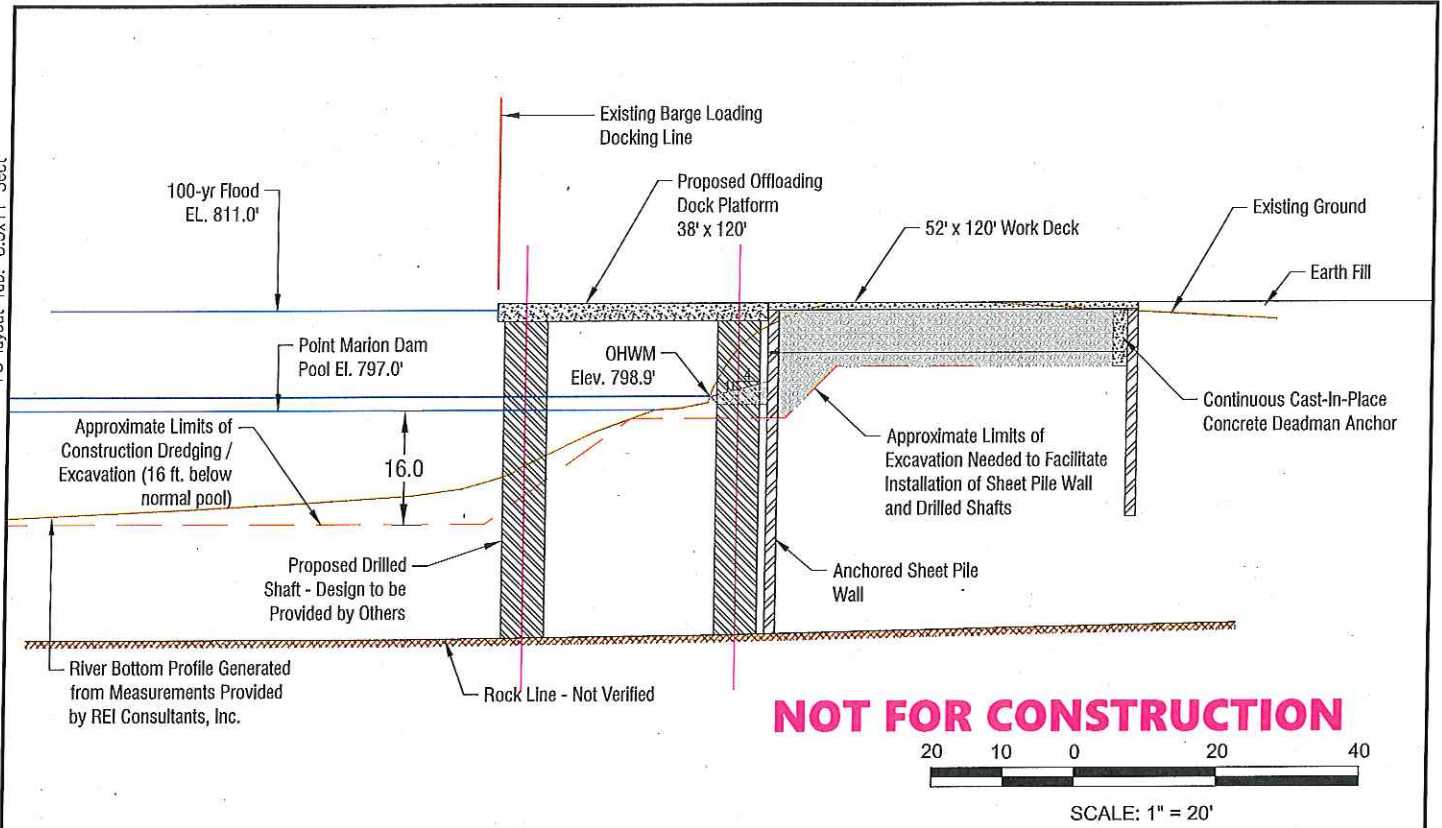 Existing Barge Loading
Docking Line
100-yr Flood
EL. 811.0'
Proposed Offloading
Dock Platform
38' x 120'
52' x 120' Work Deck
Existing Ground
Earth Fill
Point Marion Dam
Pool El. 797.0'
OHWM
Elev. 798.9'
Approximate Limits of
Construction Dredging /
Excavation (16 ft. below
normal pool)
16.0
Continuous Cast-In-Place
Concrete Deadman Anchor
Approximate Limits of
Excavation Needed to Facilitate
Installation of Sheet Pile Wall
and Drilled Shafts
Proposed Drilled
Shaft - Design to be
Provided by Others
Anchored Sheet Pile
Wall
River Bottom Profile Generated
from Measurements Provided
by REI Consultants, Inc.
Rock Line - Not Verified
NOT FOR CONSTRUCTION
20 10 0 20 40
SCALE: 1" = 20'